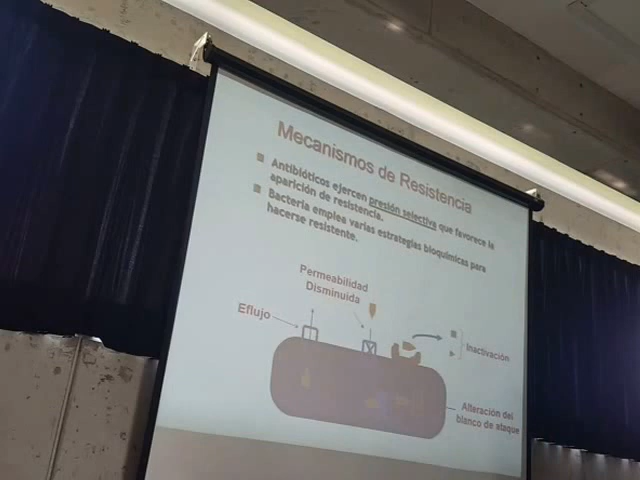 Mecanismos de Resistencia
Antibióticos ejercen presión selectiva que favorece la
aparición de resistencia.
Bacteria emplea varias estrategias bioquímicas para
hacerse resistente.
Permeabilidad
Disminuida
Eflujo
Inactivación
Alteración del
blanco de ataque